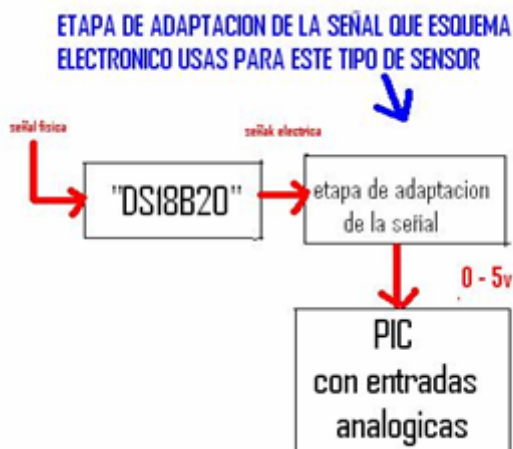 ETAPA DE ADAPTACION DE LA SEÑAL QUE ESQUEMA
ELECTRONICO USAS PARA ESTE TIPO DE SENSOR
señal fisica
señak electrica
"DS18B20"
etapa de adaptacion
de la señal
0 - 5v
PIC
con entradas
analogicas